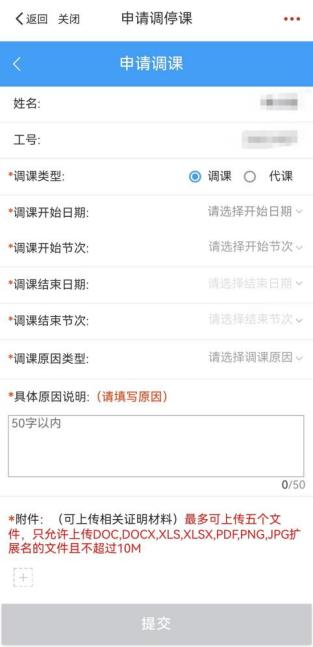 返回 关闭 申请调停课
申请调课
姓名:
工号:
*调课类型: 调课 代课
*调课开始日期: 请选择开始日期
*调课开始节次: 请选择开始节次
*调课结束日期: 请选择结束日期
*调课结束节次: 请选择结束节次
*调课原因类型: 请选择调课原因
*具体原因说明:（请填写原因）
50字以内
0/50
*附件: （可上传相关证明材料）最多可上传五个文
件，只允许上传DOC,DOCX,XLS,XLSX,PDF,PNG,JPG扩
展名的文件且不超过10M
提交